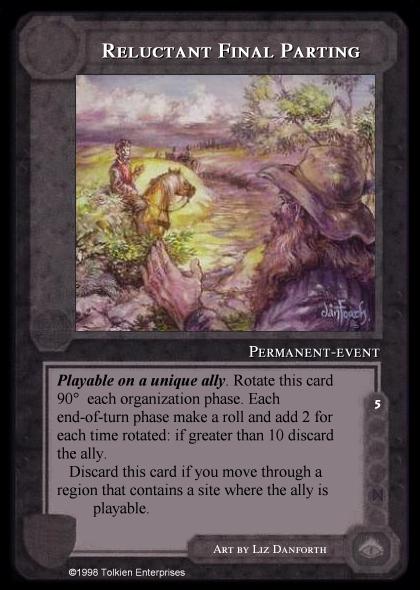 Reluctant Final Parting
Danforth
Permanent-event
Playable on a unique ally. Rotate this card
90° each organization phase. Each
end-of-turn phase make a roll and add 2 for
each time rotated: if greater than 10 discard
the ally.
Discard this card if you move through a
region that contains a site where the ally is
playable.
5
Art by Liz Danforth
©1998 Tolkien Enterprises